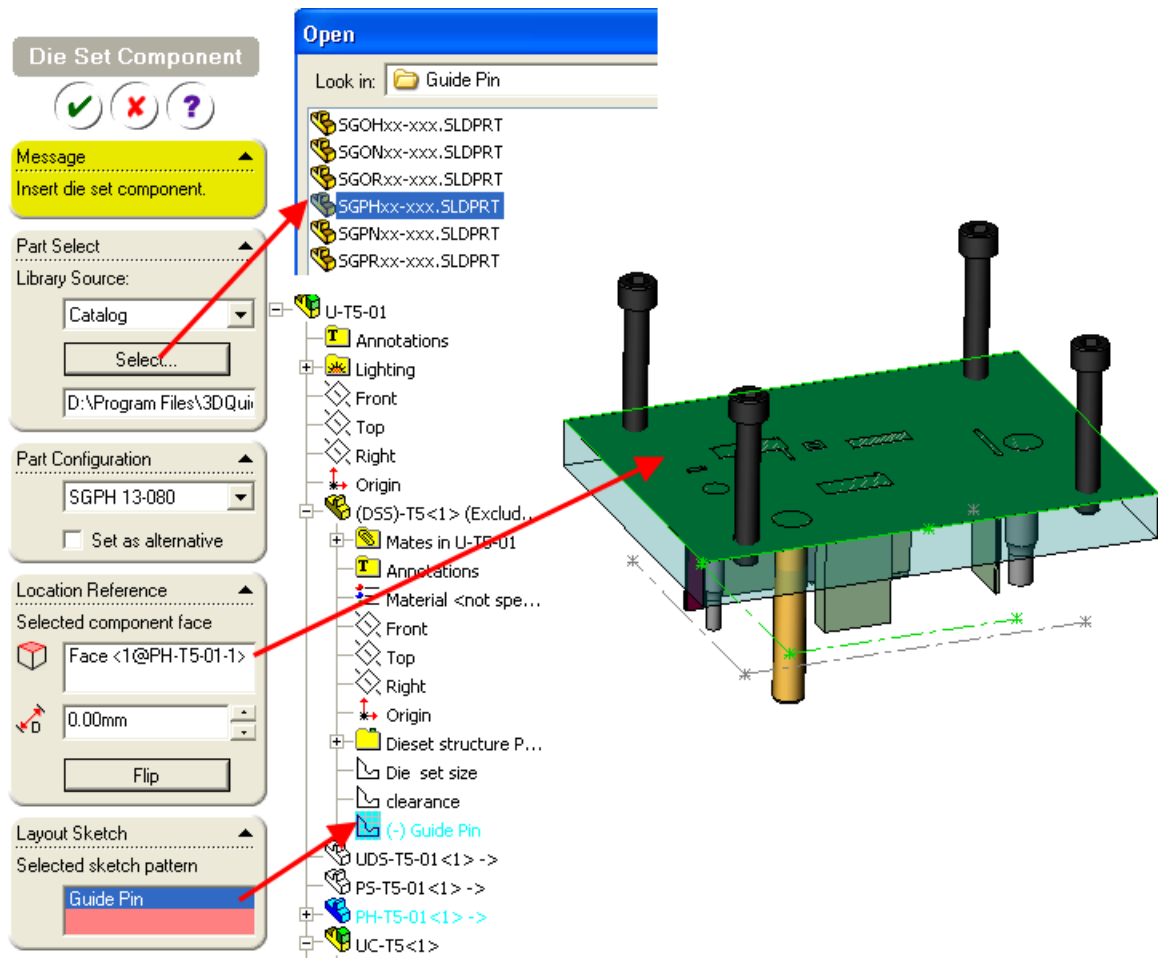 Die Set Component
?
Message
Insert die set component.
Part Select
Library Source:
Catalog
Select...
D:\Program Files\3DQui
Part Configuration
SGPH 13-080
Set as alternative
Location Reference
Selected component face
Face <1@PH-T5-01-1>
D
0.00mm
Flip
Layout Sketch
Selected sketch pattern
Guide Pin
Open
Look in: Guide Pin
SGOHxx-xxx.SLDPRT
SGONxx-xxx.SLDPRT
SGORxx-xxx.SLDPRT
SGPHxx-xxx.SLDPRT
SGPNxx-xxx.SLDPRT
SGPRxx-xxx.SLDPRT
U-T5-01
Annotations
Lighting
Front
Top
Right
Origin
(DSS)-T5<1> (Exclud...
Mates in U-T5-01
Annotations
Material <not spe...
Front
Top
Right
Origin
Dieset structure P...
Die set size
clearance
(-) Guide Pin
UDS-T5-01<1> ->
PS-T5-01<1> ->
PH-T5-01<1> ->
UC-T5<1>